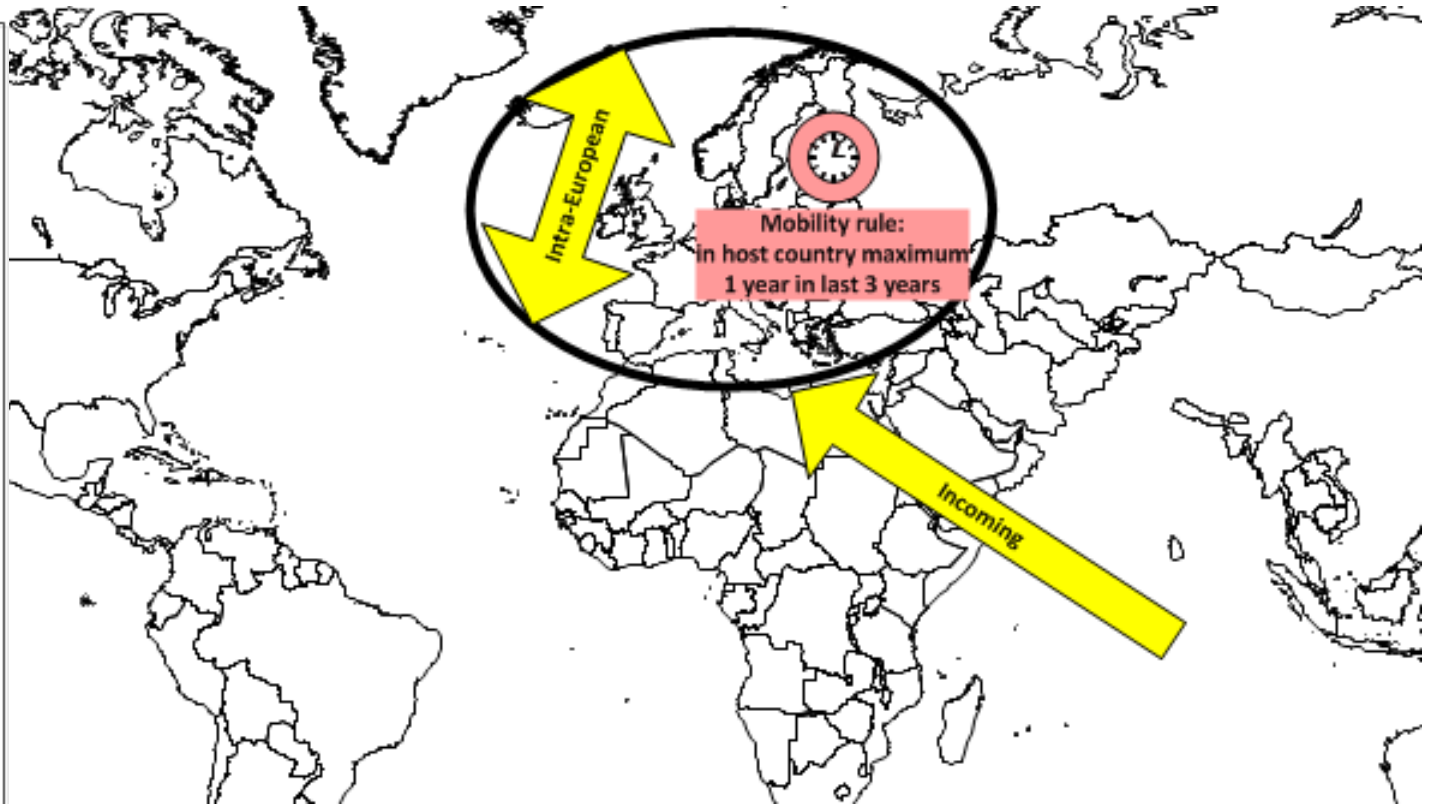 Intra-European
Mobility rule:
in host country maximum
1 year in last 3 years
Incoming